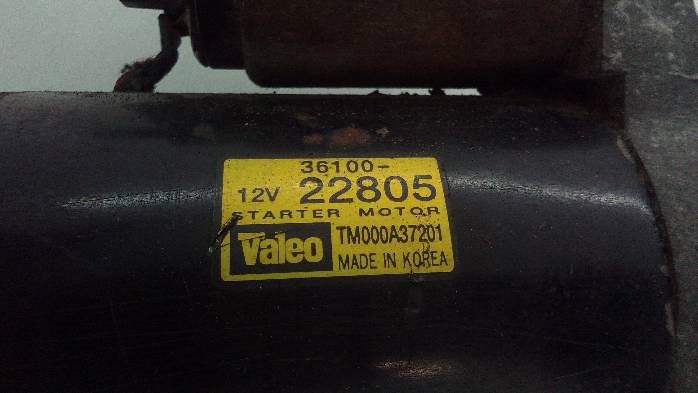 36100-
12V 22805
STARTER MOTOR
Valeo TM000A37201
MADE IN KOREA